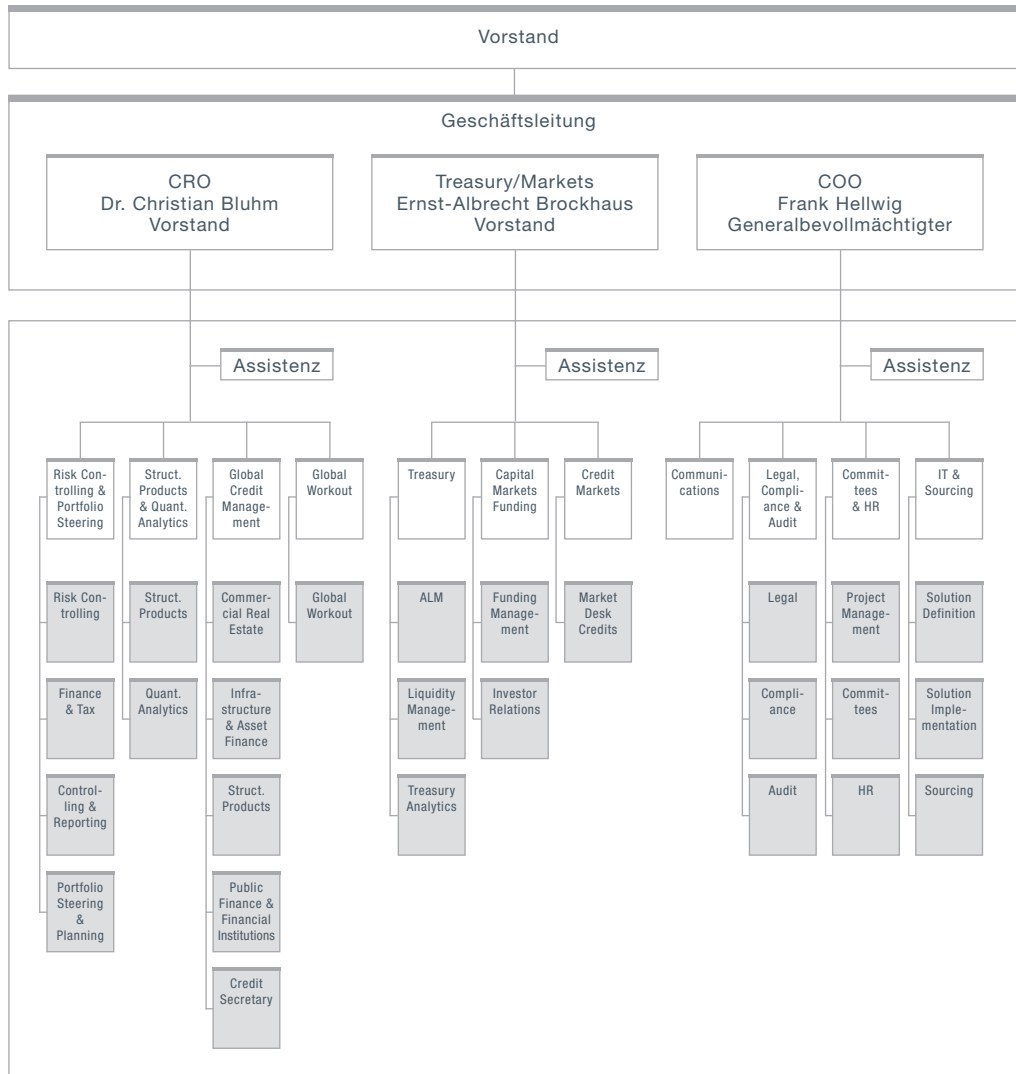 Vorstand
Geschäftsleitung
CRO
Dr. Christian Bluhm
Vorstand
Treasury/Markets
Ernst-Albrecht Brockhaus
Vorstand
COO
Frank Hellwig
Generalbevollmächtigter
Assistenz
Assistenz
Assistenz
Risk Con-
trolling &
Portfolio
Steering
Struct.
Products
& Quant.
Analytics
Global
Credit
Manage-
ment
Global
Workout
Treasury
Capital
Markets
Funding
Credit
Markets
Communi-
cations
Legal,
Compli-
ance &
Audit
Commit-
tees
& HR
IT &
Sourcing
Risk Con-
trolling
Struct.
Products
Commer-
cial Real
Estate
Global
Workout
ALM
Funding
Manage-
ment
Market
Desk
Credits
Legal
Project
Manage-
ment
Solution
Definition
Finance
& Tax
Quant.
Analytics
Infra-
structure
& Asset
Finance
Liquidity
Manage-
ment
Investor
Relations
Compli-
ance
Commit-
tees
Solution
Imple-
mentation
Control-
ling &
Reporting
Struct.
Products
Treasury
Analytics
Audit
HR
Sourcing
Portfolio
Steering
&
Planning
Public
Finance &
Financial
Institutions
Credit
Secretary